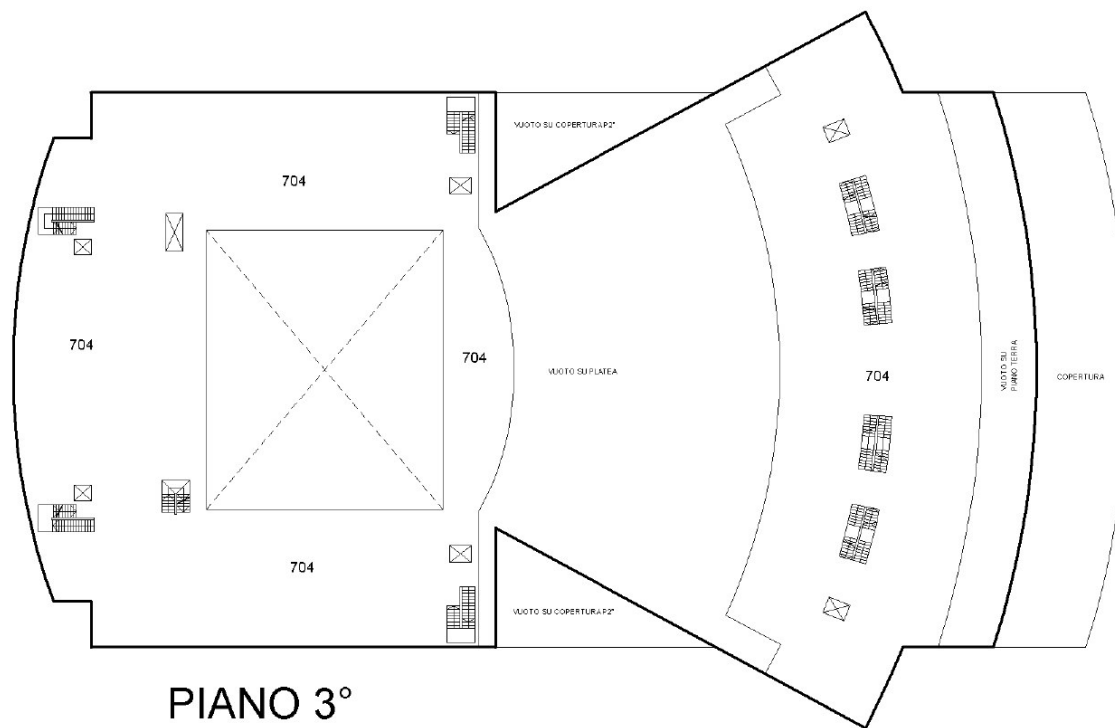 VUOTO SU COPERTURA P2°
704
704
704
VUOTO SU PLATEA
704
VUOTO SU
PIANO TERRA
COPERTURA
704
VUOTO SU COPERTURA P2°
PIANO 3°